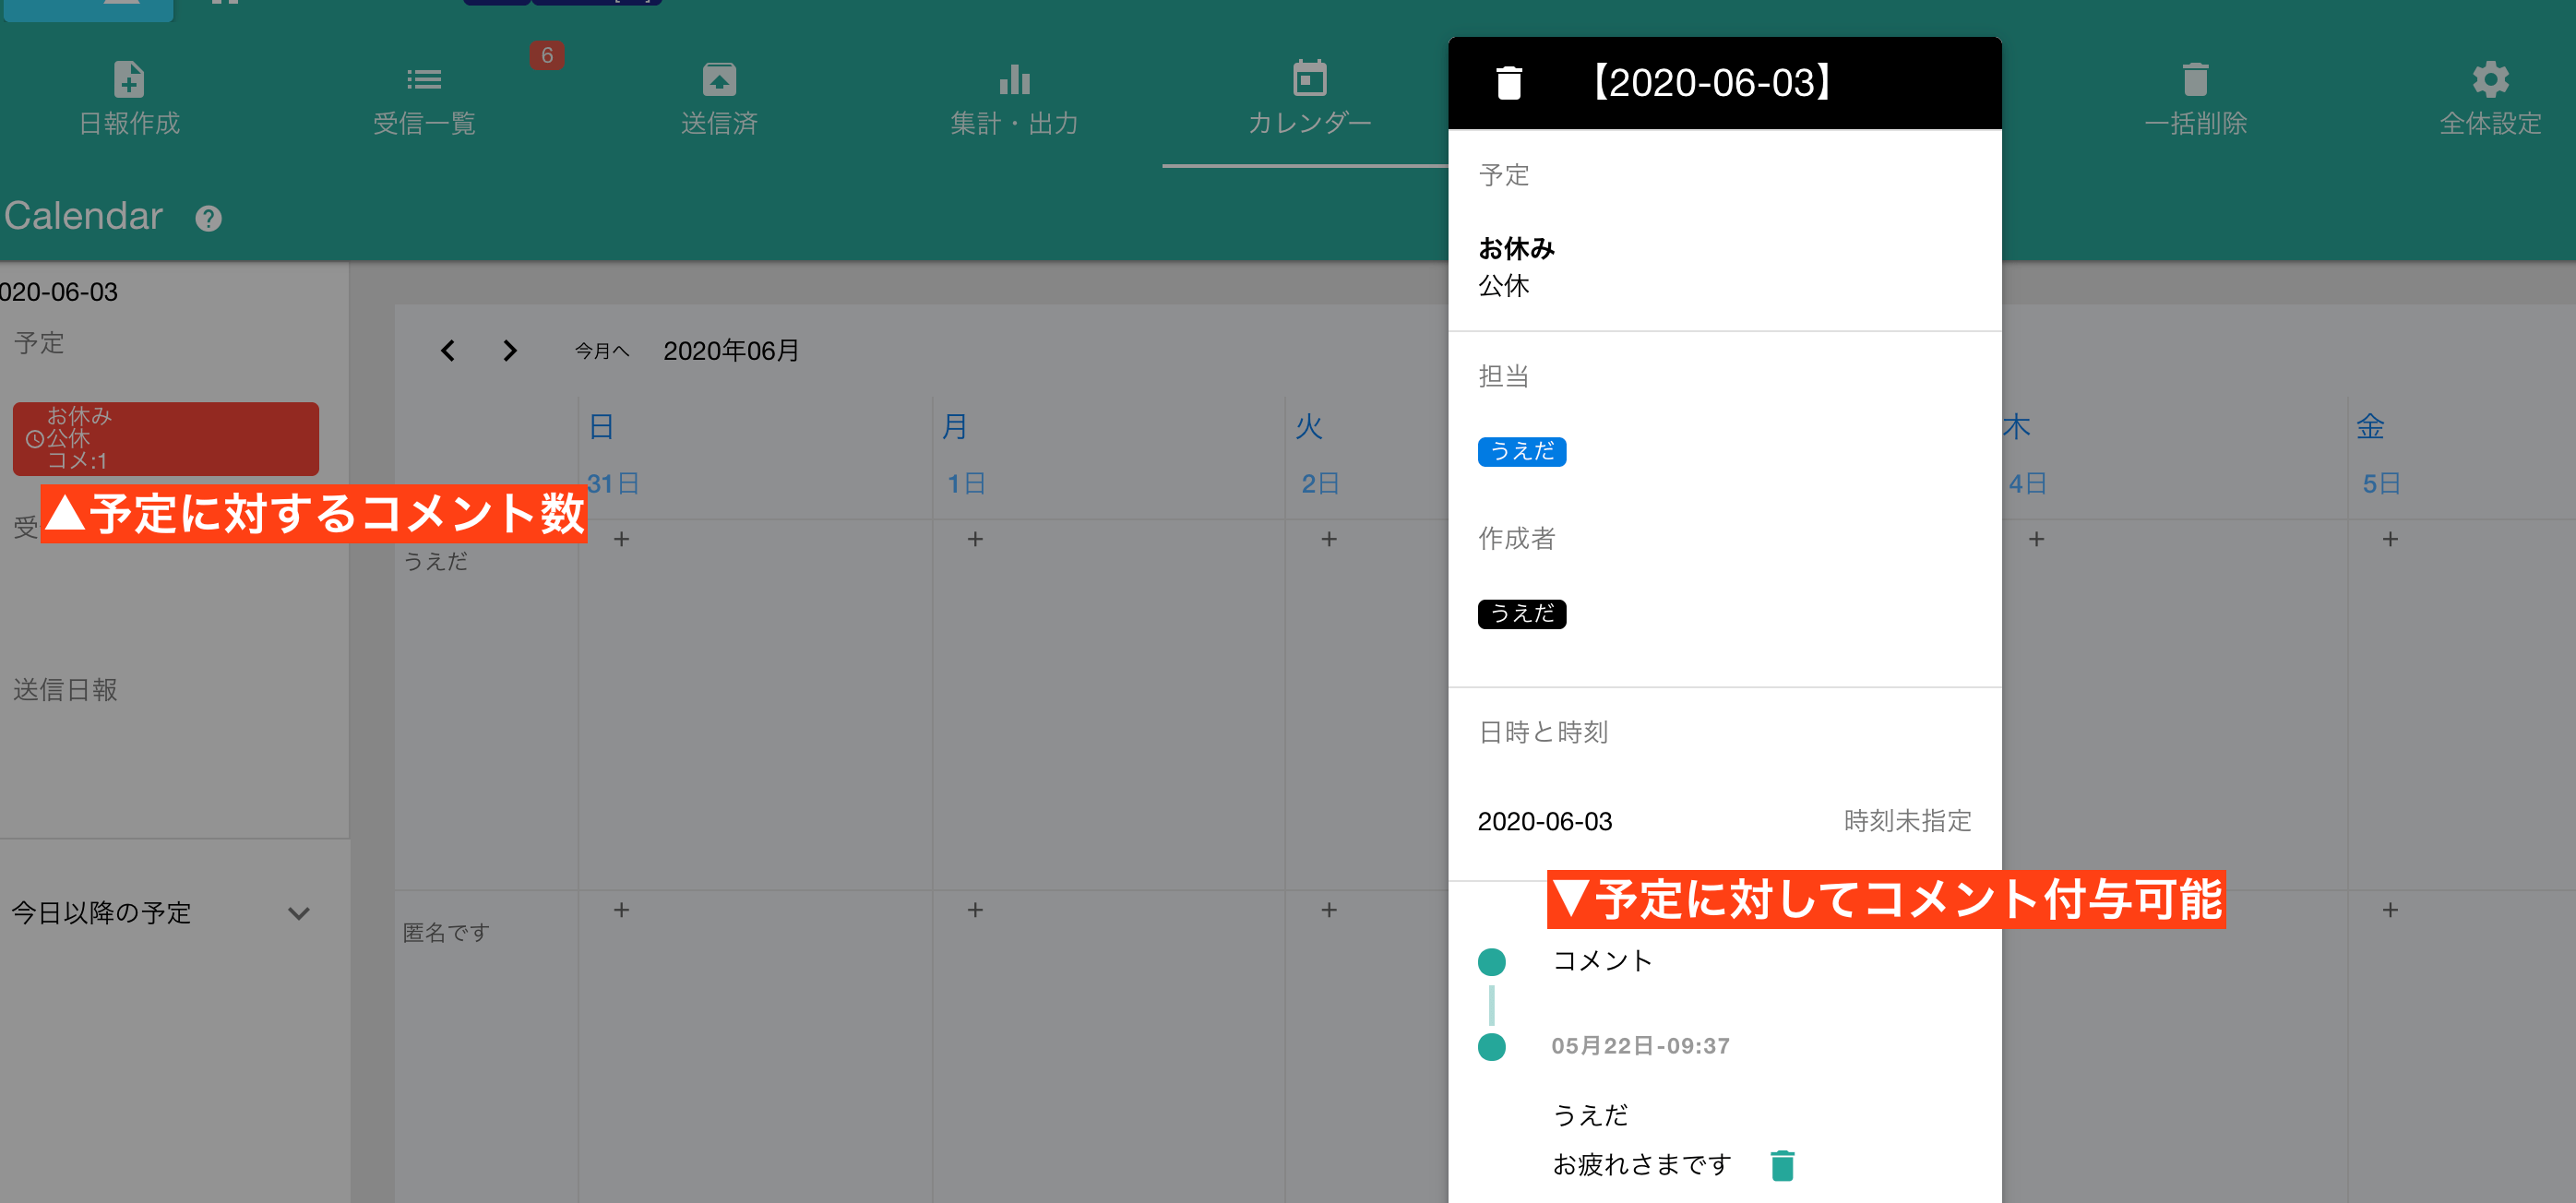 日報作成
受信一覧
6
送信済
集計・出力
カレンダー
一括削除
全体設定
Calendar
020-06-03
予定
お休み
公休
コメ:1
▲予定に対するコメント数
受
送信日報
今日以降の予定
今月へ
2020年06月
日
月
火
木
金
31日
1日
2日
4日
5日
+
+
+
+
+
うえだ
+
+
+
+
匿名です
【2020-06-03】
予定
お休み
公休
担当
うえだ
作成者
うえだ
日時と時刻
2020-06-03
時刻未指定
▼予定に対してコメント付与可能
コメント
05月22日-09:37
うえだ
お疲れさまです